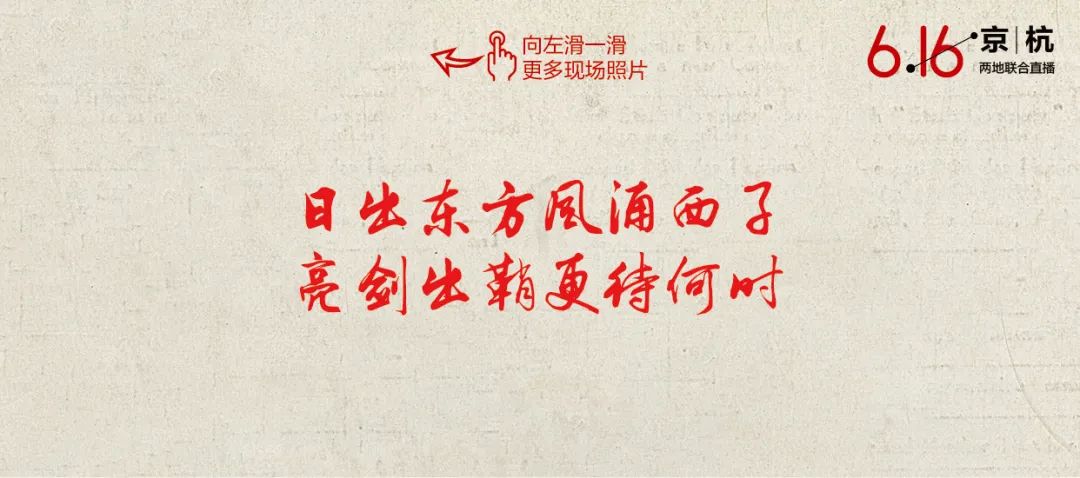 向左滑一滑
更多现场照片
6.16 京|杭
两地联合直播
日出东方风涌西子
亮剑出鞘更待何时